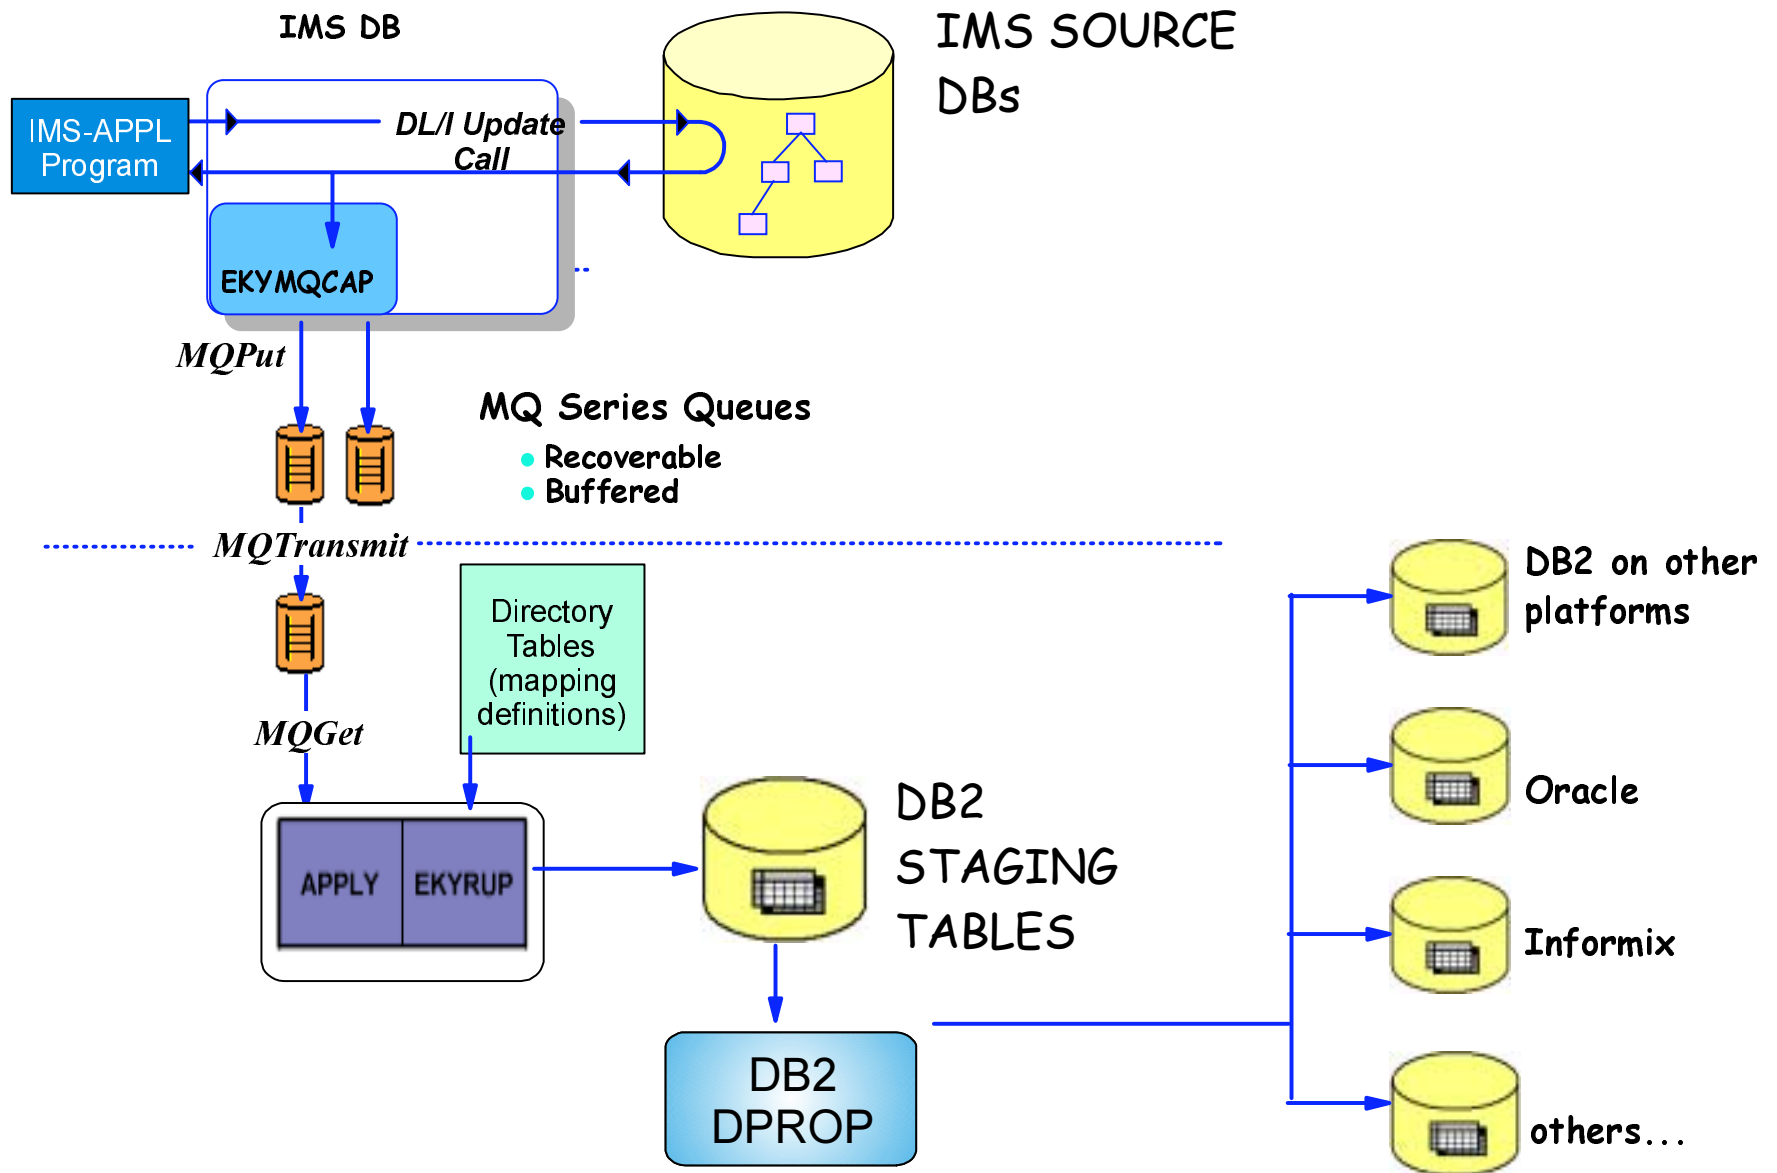 IMS DB
IMS SOURCE
DBs
IMS-APPL
Program
DL/I Update
Call
EKYMQCAP
MQPut
MQ Series Queues
Recoverable
Buffered
MQTransmit
Directory
Tables
(mapping
definitions)
MQGet
APPLY
EKYRUP
DB2
STAGING
TABLES
DB2
DPROP
DB2 on other
platforms
Oracle
Informix
others...